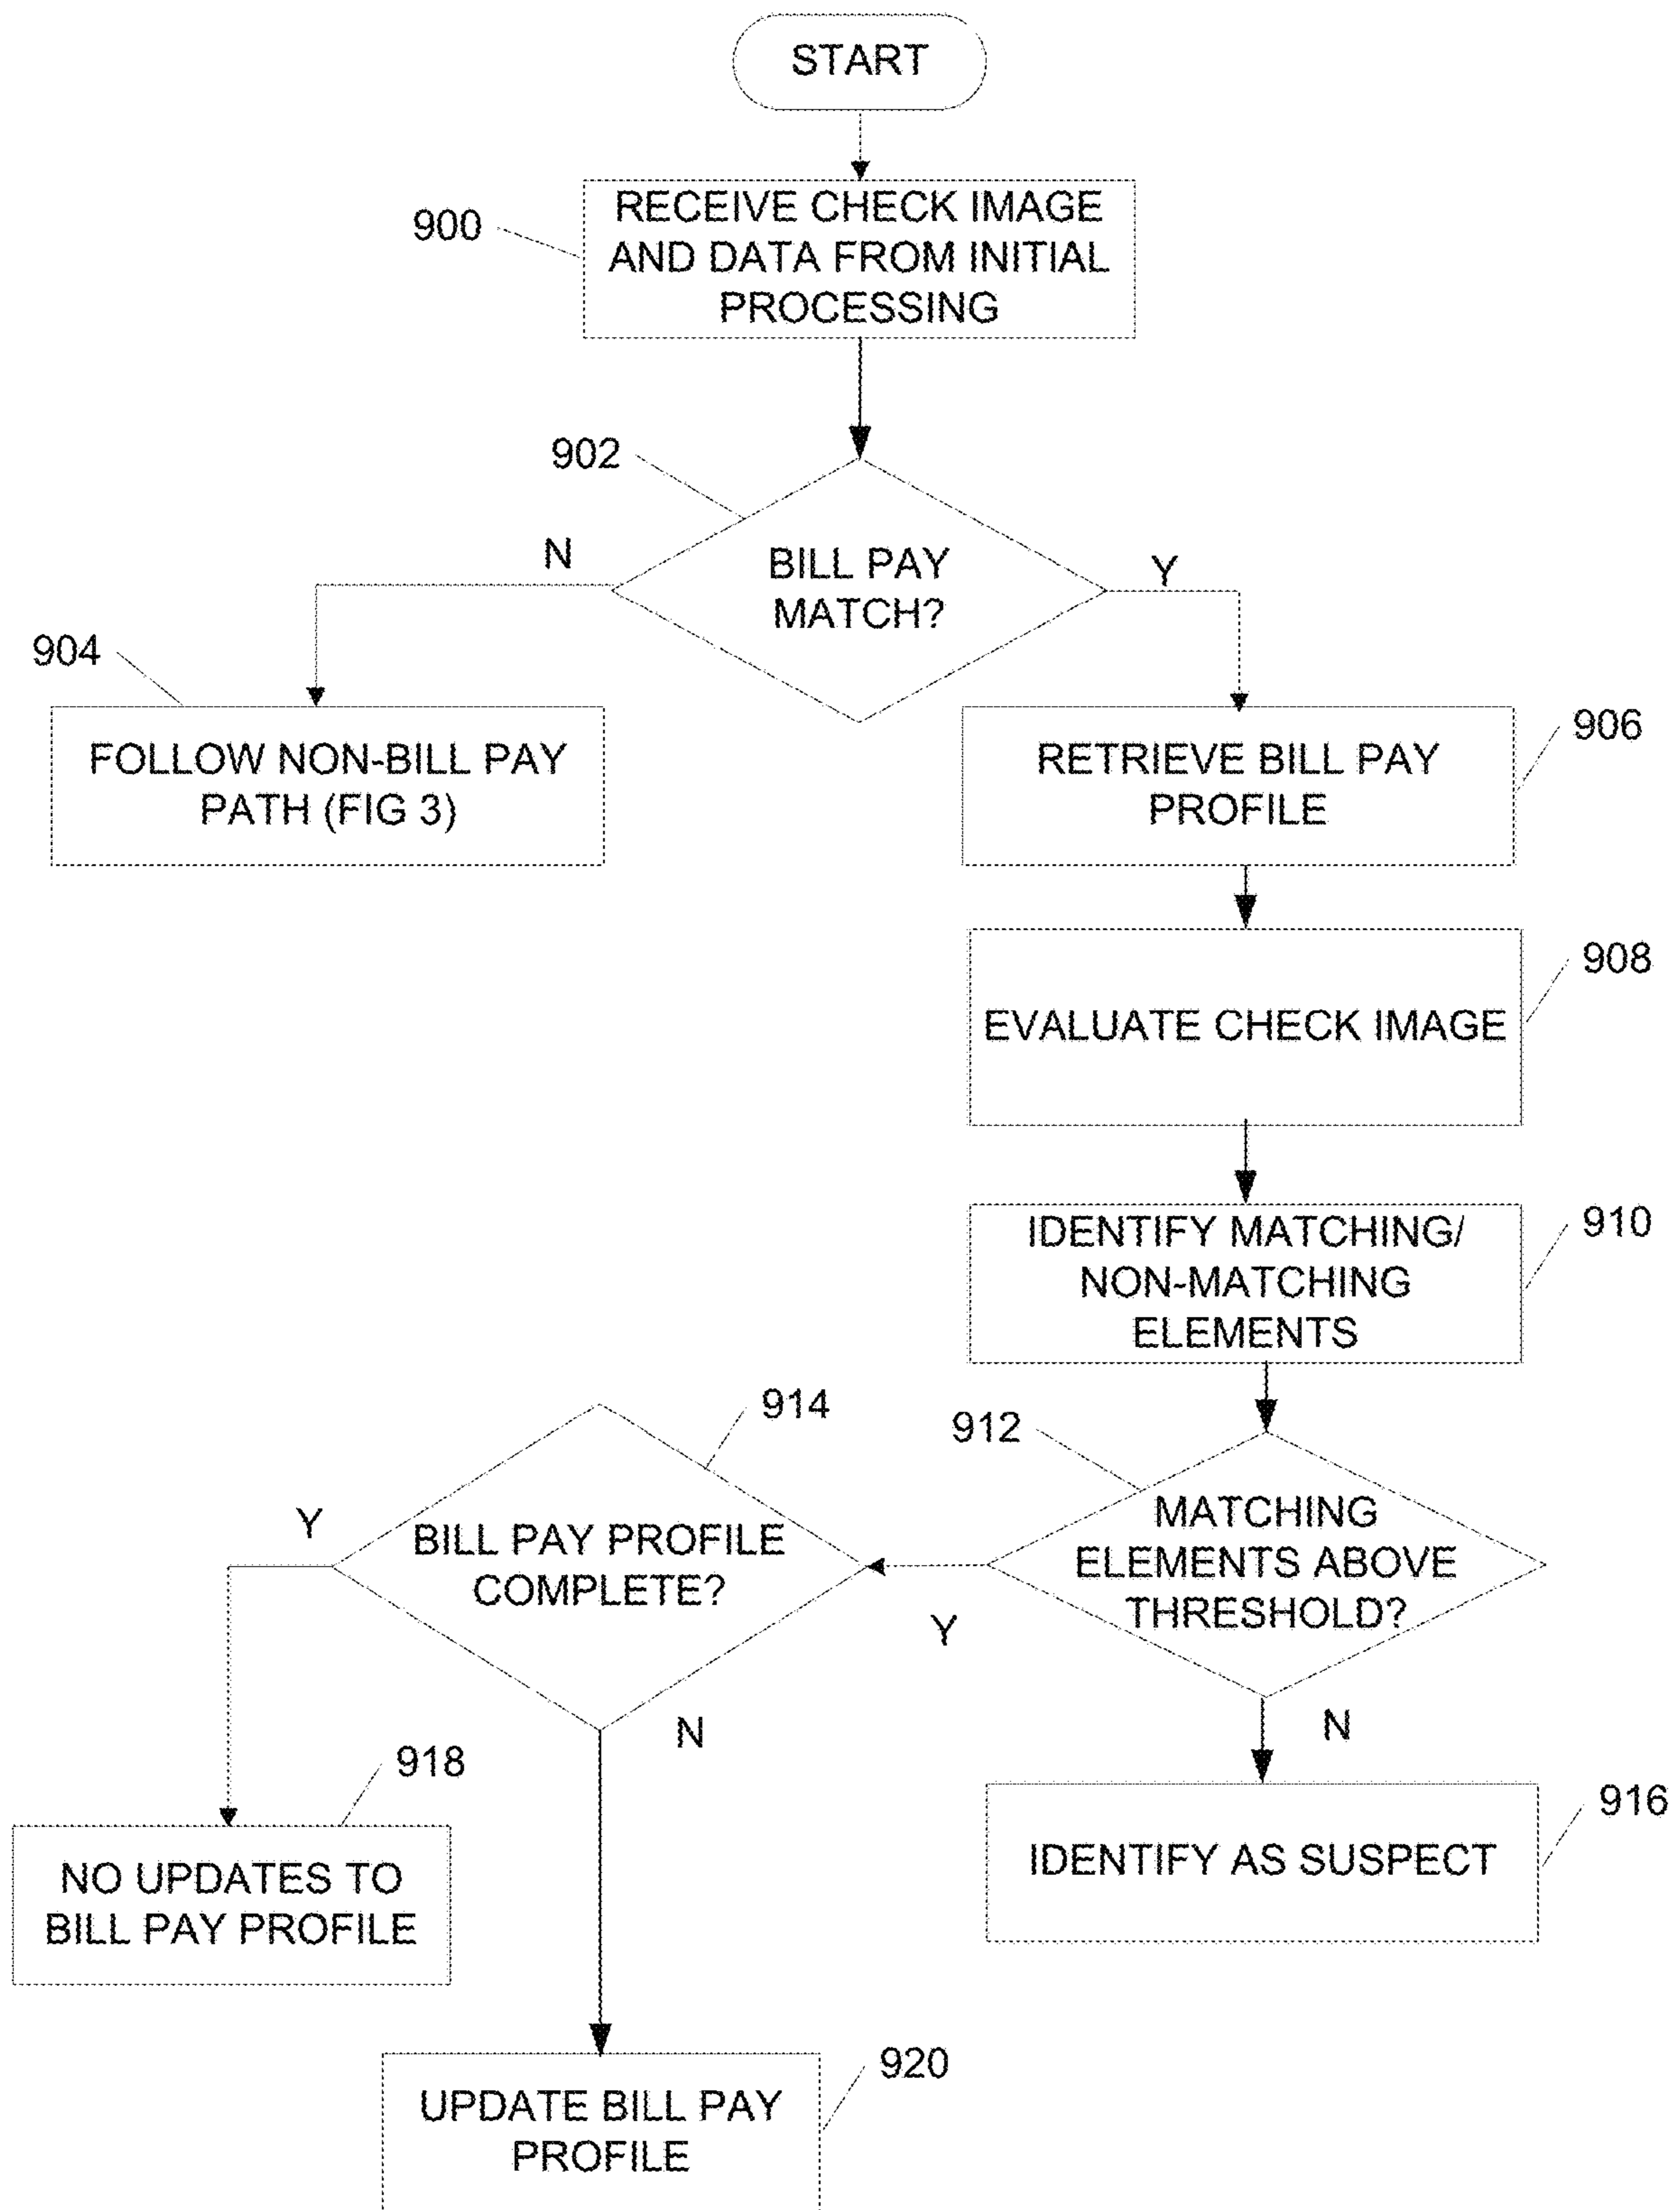 START
900
RECEIVE CHECK IMAGE
AND DATA FROM INITIAL
PROCESSING
902
BILL PAY
MATCH?
N
Y
904
FOLLOW NON-BILL PAY
PATH (FIG 3)
906
RETRIEVE BILL PAY
PROFILE
908
EVALUATE CHECK IMAGE
910
IDENTIFY MATCHING/
NON-MATCHING
ELEMENTS
912
MATCHING
ELEMENTS ABOVE
THRESHOLD?
Y
N
914
BILL PAY PROFILE
COMPLETE?
Y
N
916
IDENTIFY AS SUSPECT
918
NO UPDATES TO
BILL PAY PROFILE
920
UPDATE BILL PAY
PROFILE